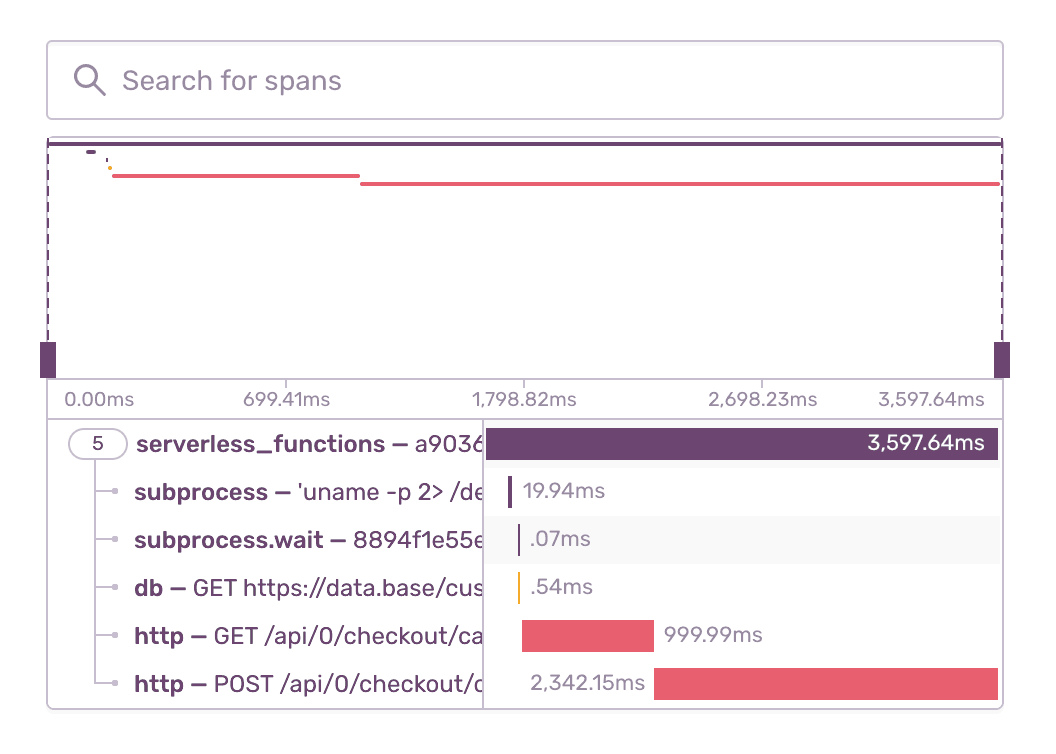 Search for spans
0.00ms 699.41ms 1,798.82ms 2,698.23ms 3,597.64ms
5 serverless_functions — a9036 3,597.64ms
subprocess — 'uname -p 2> /de 19.94ms
subprocess.wait — 8894f1e55e .07ms
db — GET https://data.base/cus .54ms
http — GET /api/0/checkout/ca 999.99ms
http — POST /api/0/checkout/c 2,342.15ms